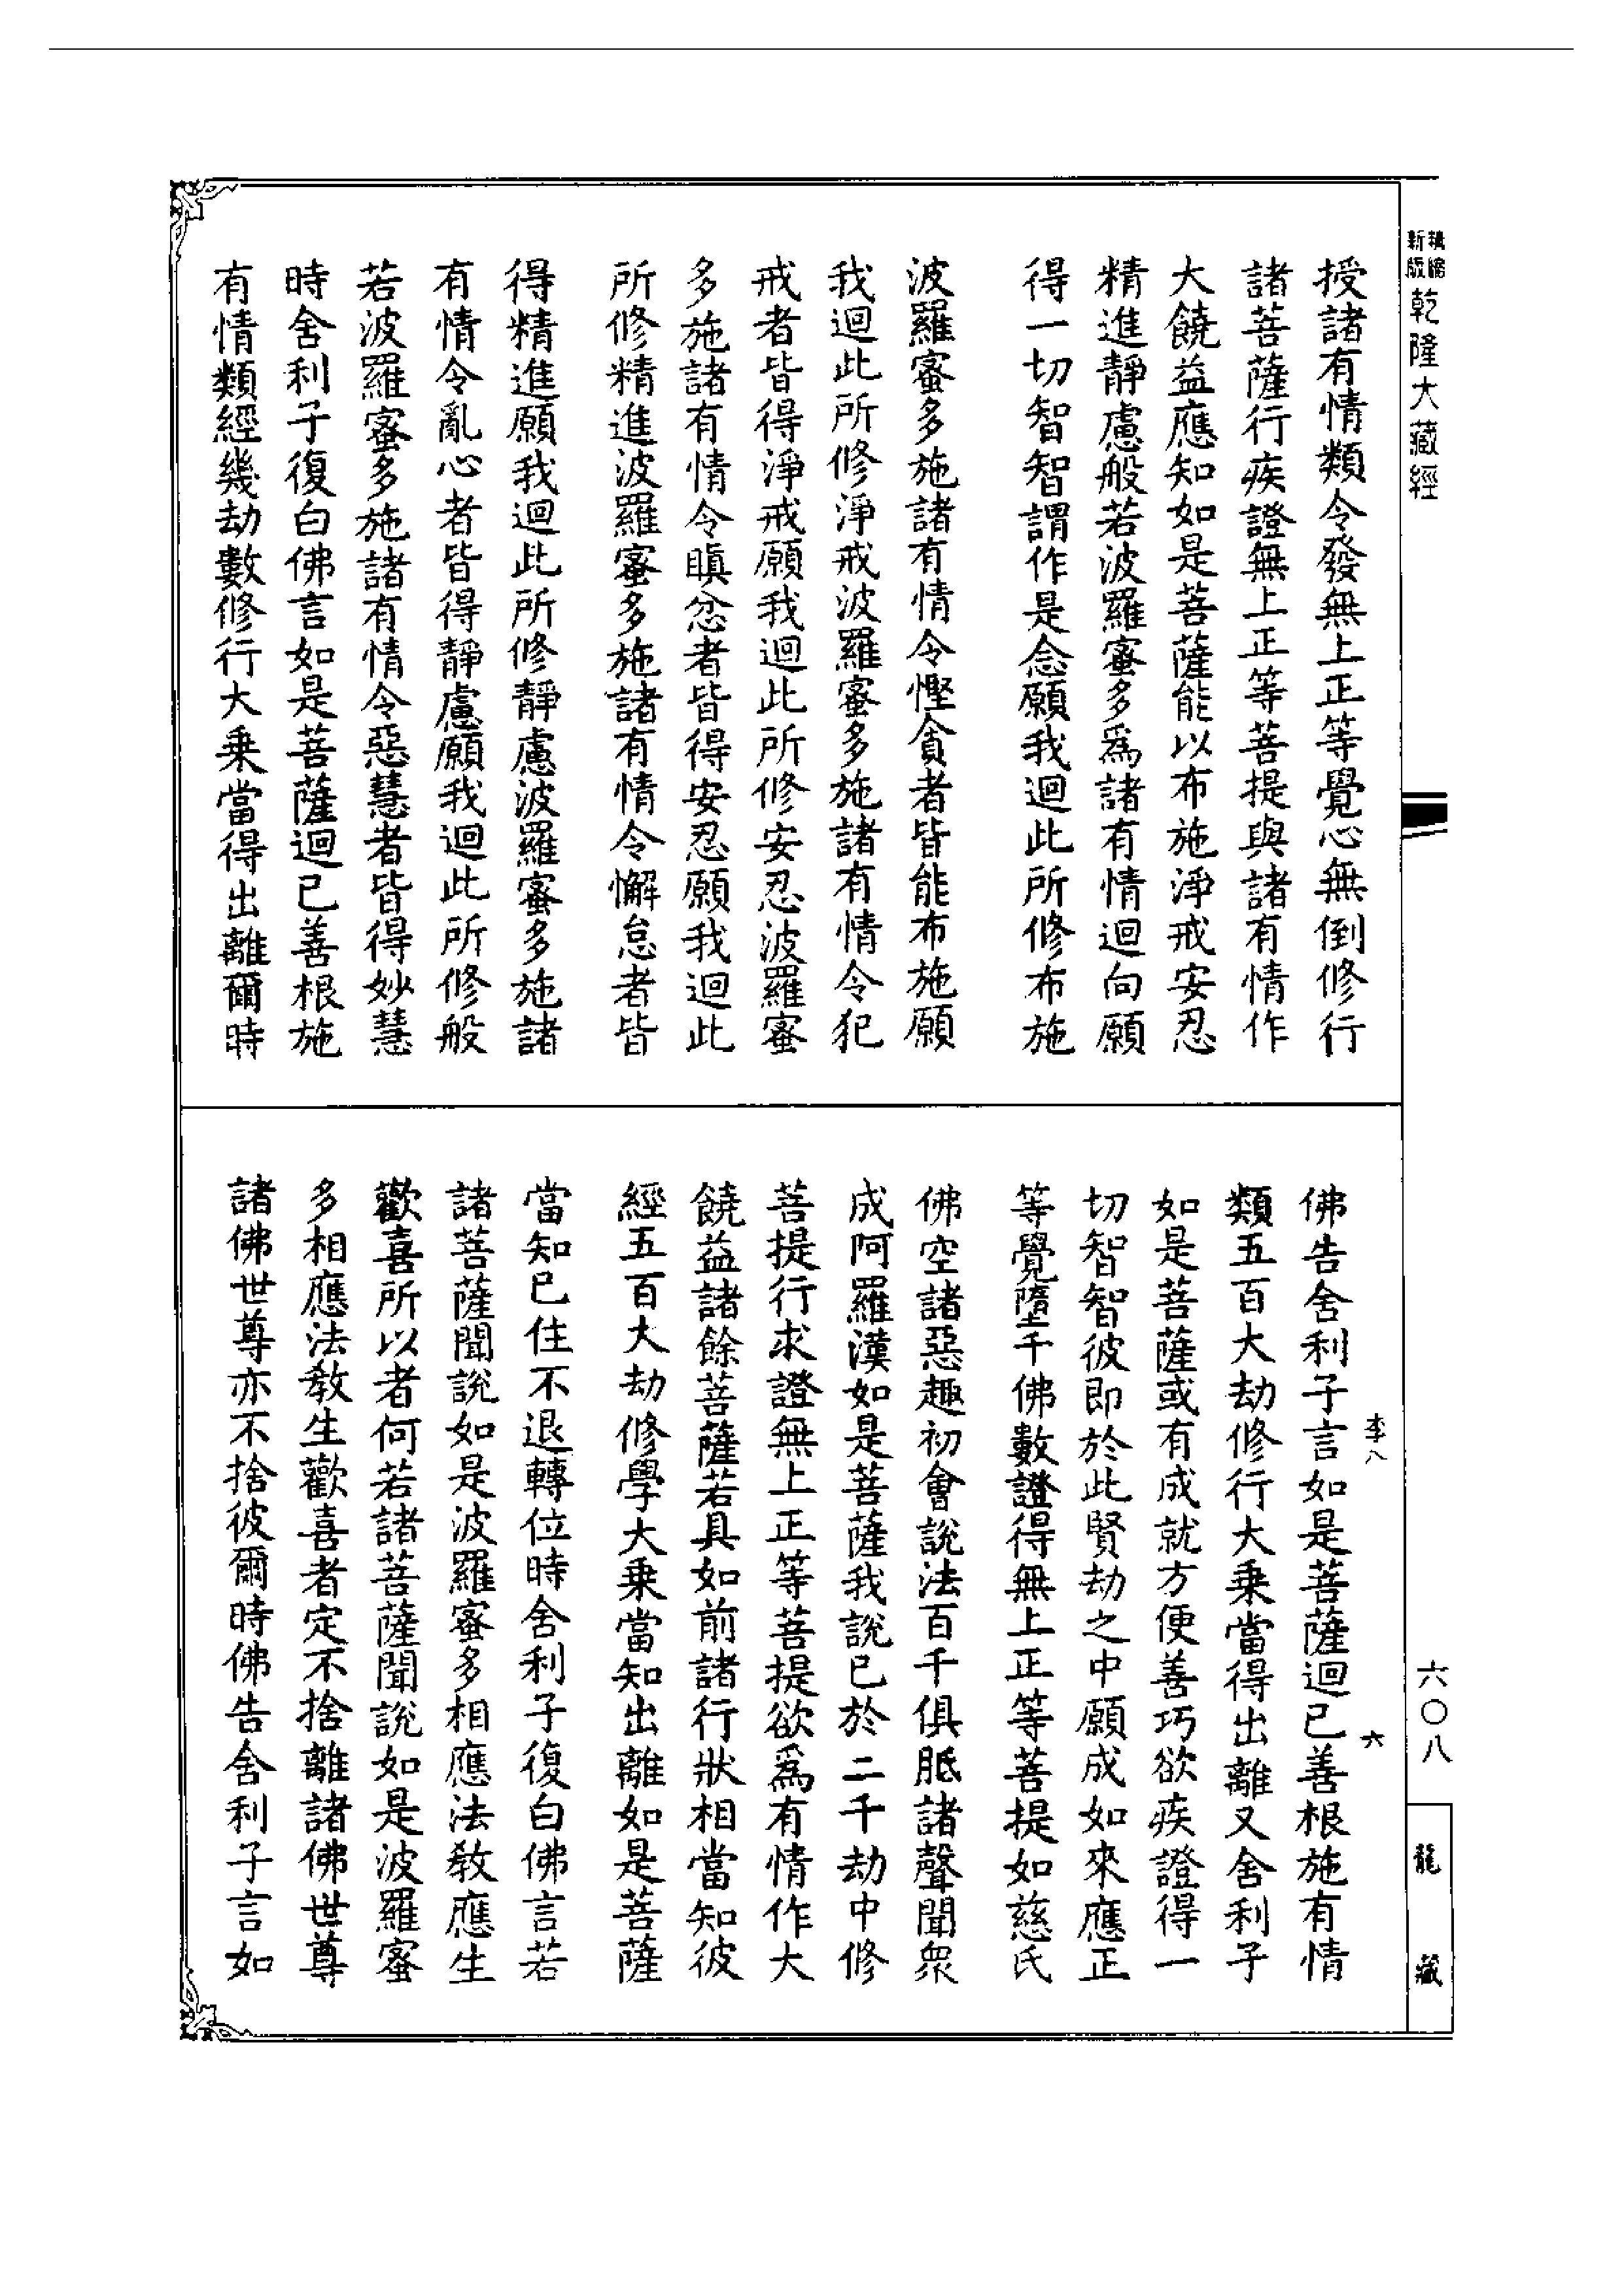 新編縮版
乾隆大藏經
授諸有情類令發無上正等覺心無倒修行
諸菩薩行疾證無上正等菩提與諸有情作
大饒益應知如是菩薩能以布施淨戒安忍
精進靜慮般若波羅蜜多爲諸有情迴向願
得一切智智謂作是念願我迴此所修布施
波羅蜜多施諸有情令慳貪者皆能布施願
我迴此所修淨戒波羅蜜多施諸有情令犯
戒者皆得淨戒願我迴此所修安忍波羅蜜
多施諸有情令瞋忿者皆得安忍願我迴此
所修精進波羅蜜多施諸有情令懈怠者皆
得精進願我迴此所修靜慮波羅蜜多施諸
有情令亂心者皆得靜慮願我迴此所修般
若波羅蜜多施諸有情令惡慧者皆得妙慧
時舍利子復白佛言如是菩薩迴已善根施
有情類經幾劫數修行大乘當得出離爾時
佛告舍利子言如是菩薩迴已善根施有情
類五百大劫修行大乘當得出離又舍利子
如是菩薩或有成就方便善巧欲疾證得一
切智智彼即於此賢劫之中願成如來應正
等覺墮千佛數證得無上正等菩提如慈氏
佛空諸惡趣初會說法百千俱胝諸聲聞衆
成阿羅漢如是菩薩我說已於二千劫中修
菩提行求證無上正等菩提欲爲有情作大
饒益諸餘菩薩若具如前諸行狀相當知彼
經五百大劫修學大乘當知出離如是菩薩
當知已住不退轉位時舍利子復白佛言若
諸菩薩聞說如是波羅蜜多相應法教應生
歡喜所以者何若諸菩薩聞說如是波羅蜜
多相應法教生歡喜者定不捨離諸佛世尊
諸佛世尊亦不捨彼爾時佛告舍利子言如
李八
六
六〇八
龍藏